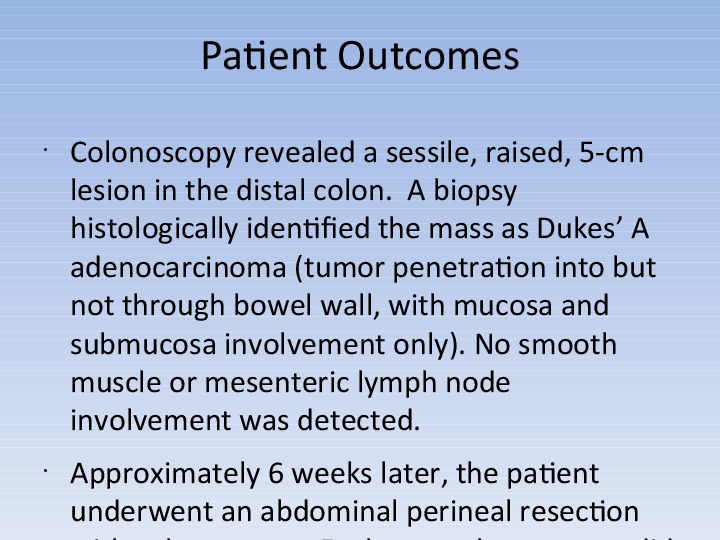 Patient Outcomes
• Colonoscopy revealed a sessile, raised, 5-cm
lesion in the distal colon.  A biopsy
histologically identified the mass as Dukes’ A
adenocarcinoma (tumor penetration into but
not through bowel wall, with mucosa and
submucosa involvement only). No smooth
muscle or mesenteric lymph node
involvement was detected.
• Approximately 6 weeks later, the patient
underwent an abdominal perineal resection